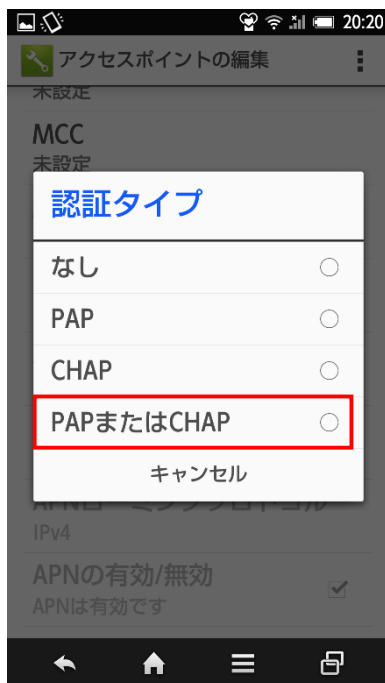 20:20
アクセスポイントの編集
未設定
MCC
未設定
認証タイプ
なし
PAP
CHAP
PAPまたはCHAP
キャンセル
IPv4
APNの有効/無効
APNは有効です